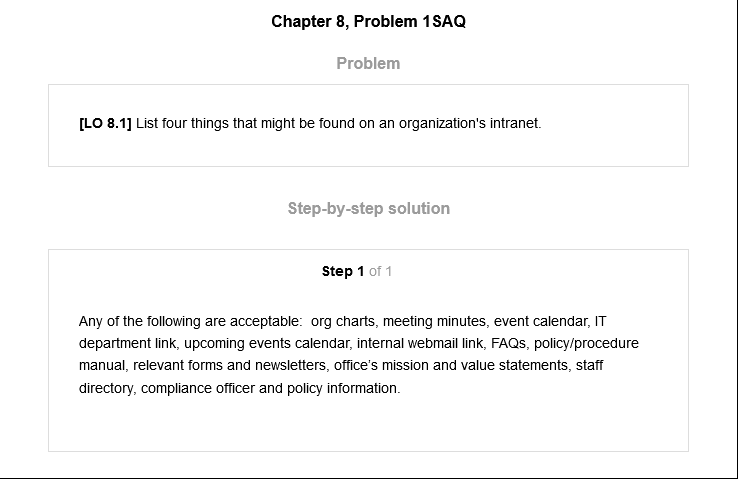 Chapter 8, Problem 1SAQ
Problem
[LO 8.1] List four things that might be found on an organization's intranet.
Step-by-step solution
Step 1 of 1
Any of the following are acceptable:  org charts, meeting minutes, event calendar, IT
department link, upcoming events calendar, internal webmail link, FAQs, policy/procedure
manual, relevant forms and newsletters, office’s mission and value statements, staff
directory, compliance officer and policy information.